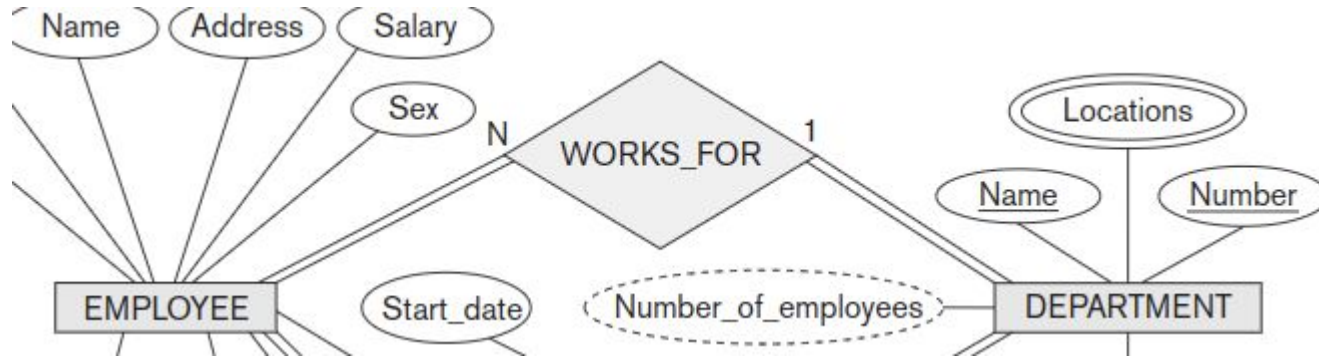 Name
Address
Salary
Sex
N
WORKS_FOR
1
Locations
Name
Number
EMPLOYEE
Start_date
Number_of_employees
DEPARTMENT